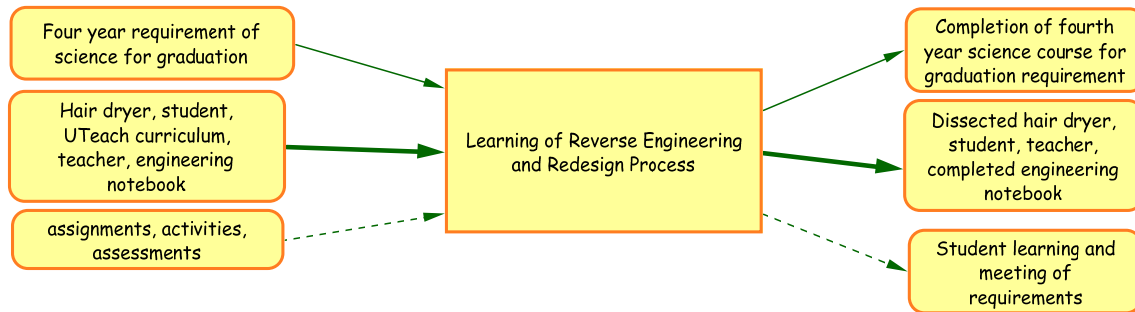 Four year requirement of
science for graduation
Hair dryer, student,
UTeach curriculum,
teacher, engineering
notebook
assignments, activities,
assessments
Learning of Reverse Engineering
and Redesign Process
Completion of fourth
year science course for
graduation requirement
Dissected hair dryer,
student, teacher,
completed engineering
notebook
Student learning and
meeting of
requirements